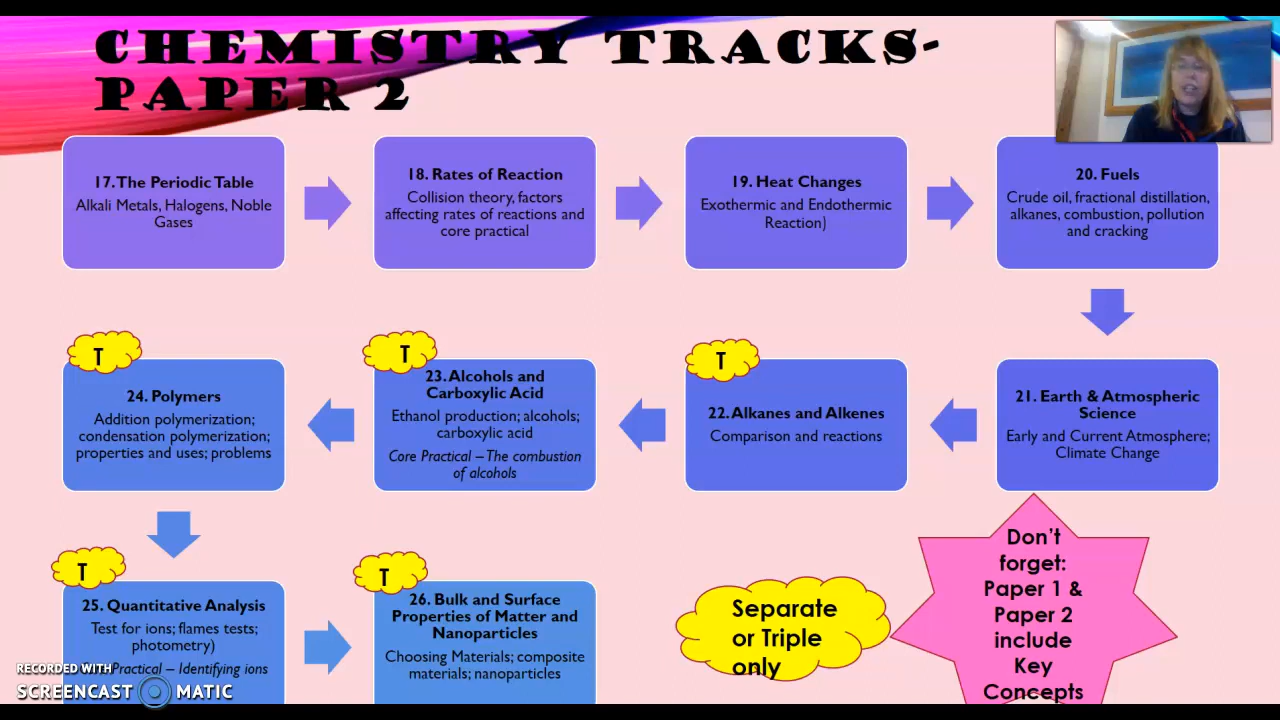 CHEMISTRY TRACKS-
PAPER 2
17. The Periodic Table
Alkali Metals, Halogens, Noble
Gases
18. Rates of Reaction
Collision theory, factors
affecting rates of reactions and
core practical
19. Heat Changes
Exothermic and Endothermic
Reaction)
20. Fuels
Crude oil, fractional distillation,
alkanes, combustion, pollution
and cracking
21. Earth & Atmospheric
Science
Early and Current Atmosphere;
Climate Change
T
22. Alkanes and Alkenes
Comparison and reactions
T
23. Alcohols and
Carboxylic Acid
Ethanol production; alcohols;
carboxylic acid
Core Practical – The combustion
of alcohols
T
24. Polymers
Addition polymerization;
condensation polymerization;
properties and uses; problems
T
25. Quantitative Analysis
Test for ions; flames tests;
photometry)
Practical – Identifying ions
T
26. Bulk and Surface
Properties of Matter and
Nanoparticles
Choosing Materials; composite
materials; nanoparticles
Separate
or Triple
only
Don't
forget:
Paper 1 &
Paper 2
include
Key
Concepts
RECORDED WITH
SCREENCAST MATIC